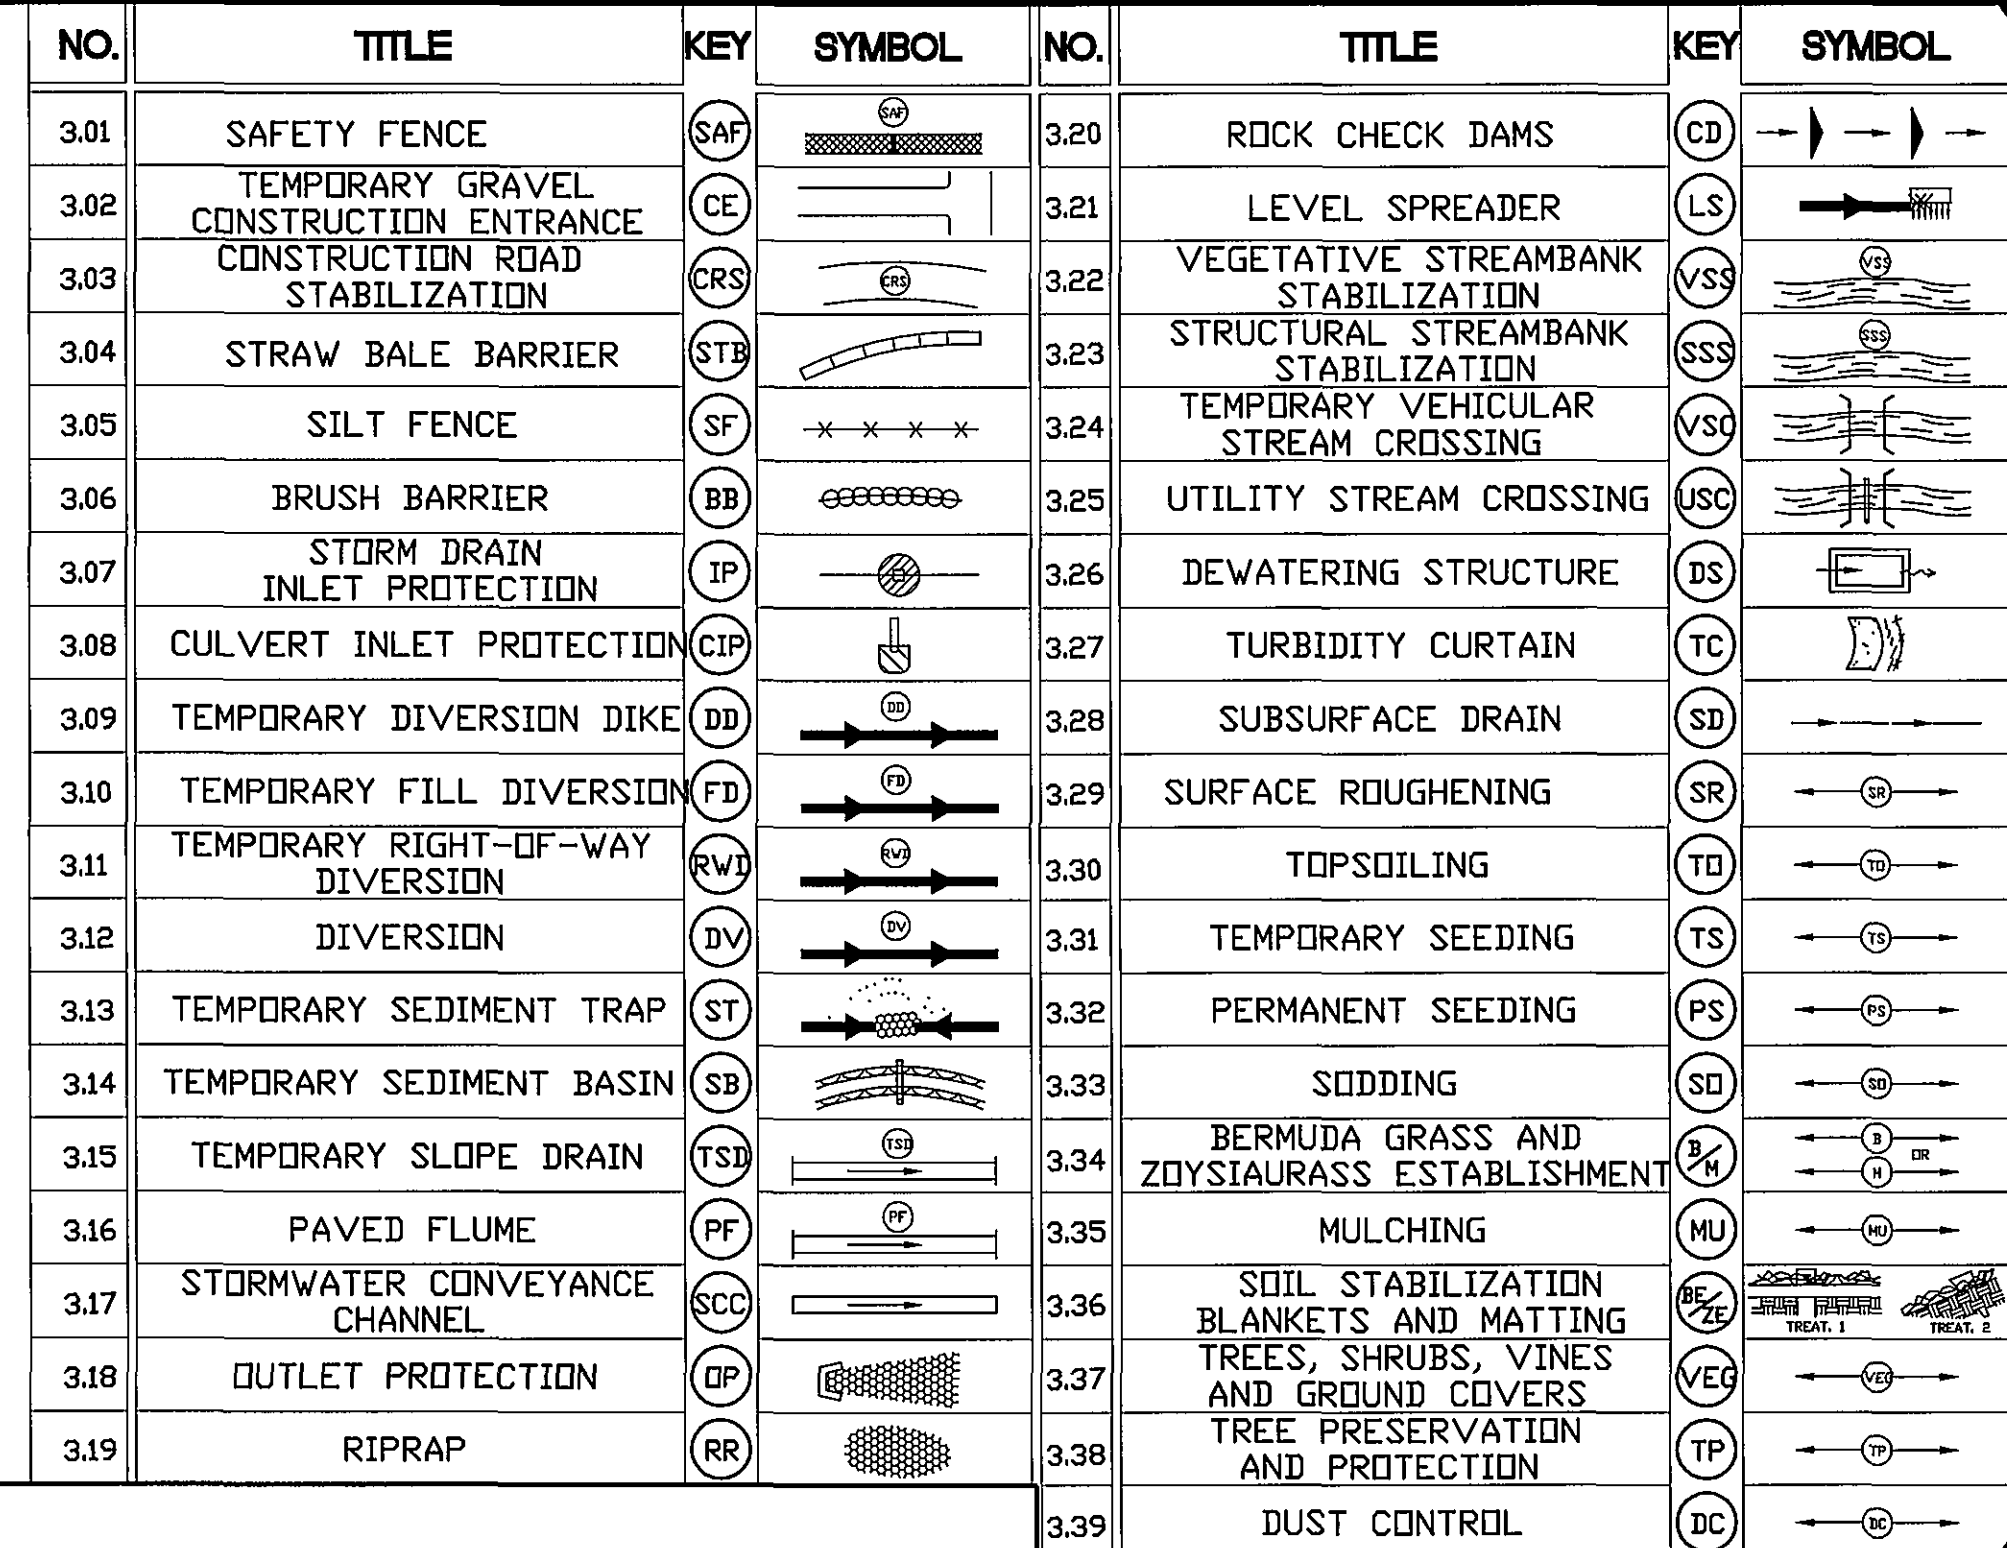 NO. TITLE KEY SYMBOL
3.01 SAFETY FENCE SAF SAF
3.02 TEMPORARY GRAVEL
CONSTRUCTION ENTRANCE CE
3.03 CONSTRUCTION ROAD
STABILIZATION CRS CRS
3.04 STRAW BALE BARRIER STB
3.05 SILT FENCE SF
3.06 BRUSH BARRIER BB
3.07 STORM DRAIN
INLET PROTECTION IP
3.08 CULVERT INLET PROTECTION CIP
3.09 TEMPORARY DIVERSION DIKE DD DD
3.10 TEMPORARY FILL DIVERSION FD FD
3.11 TEMPORARY RIGHT-OF-WAY
DIVERSION RWD RWD
3.12 DIVERSION DV DV
3.13 TEMPORARY SEDIMENT TRAP ST
3.14 TEMPORARY SEDIMENT BASIN SB
3.15 TEMPORARY SLOPE DRAIN TSD TSD
3.16 PAVED FLUME PF PF
3.17 STORMWATER CONVEYANCE
CHANNEL SCC
3.18 OUTLET PROTECTION OP
3.19 RIPRAP RR
NO. TITLE KEY SYMBOL
3.20 ROCK CHECK DAMS CD
3.21 LEVEL SPREADER LS
3.22 VEGETATIVE STREAMBANK
STABILIZATION VSS VSS
3.23 STRUCTURAL STREAMBANK
STABILIZATION SSS SSS
3.24 TEMPORARY VEHICULAR
STREAM CROSSING VSC
3.25 UTILITY STREAM CROSSING USC
3.26 DEWATERING STRUCTURE DS
3.27 TURBIDITY CURTAIN TC
3.28 SUBSURFACE DRAIN SD
3.29 SURFACE ROUGHENING SR SR
3.30 TOPSOILING TO TO
3.31 TEMPORARY SEEDING TS TS
3.32 PERMANENT SEEDING PS PS
3.33 SODDING SO SO
3.34 BERMUDA GRASS AND
ZOYSIAURASS ESTABLISHMENT B/M B OR M
3.35 MULCHING MU MU
3.36 SOIL STABILIZATION
BLANKETS AND MATTING BE/ZE TREAT. 1 TREAT. 2
3.37 TREES, SHRUBS, VINES
AND GROUND COVERS VEG VEG
3.38 TREE PRESERVATION
AND PROTECTION TP TP
3.39 DUST CONTROL DC DC